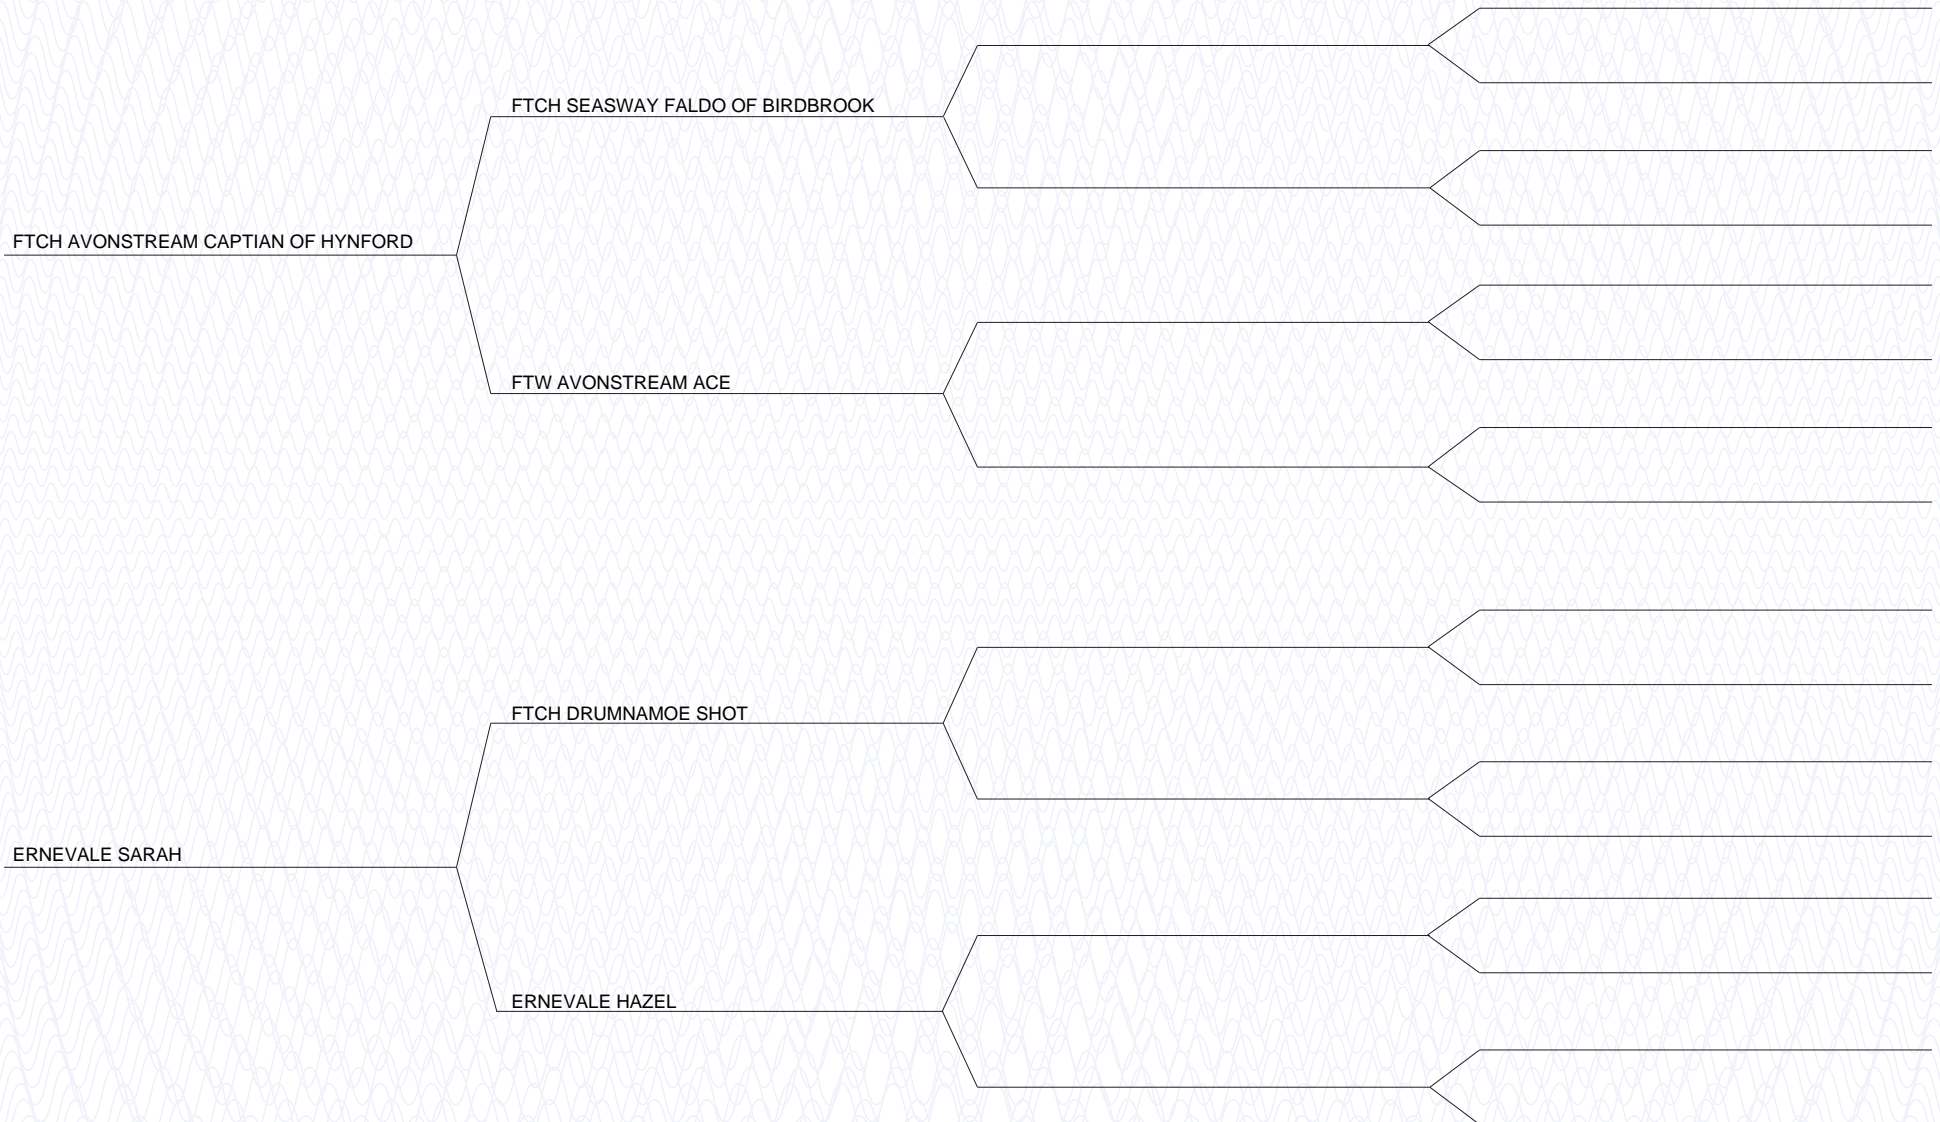 FTCH SEASWAY FALDO OF BIRDBROOK
FTCH AVONSTREAM CAPTIAN OF HYNFORD
FTW AVONSTREAM ACE
FTCH DRUMNAMOE SHOT
ERNEVALE SARAH
ERNEVALE HAZEL